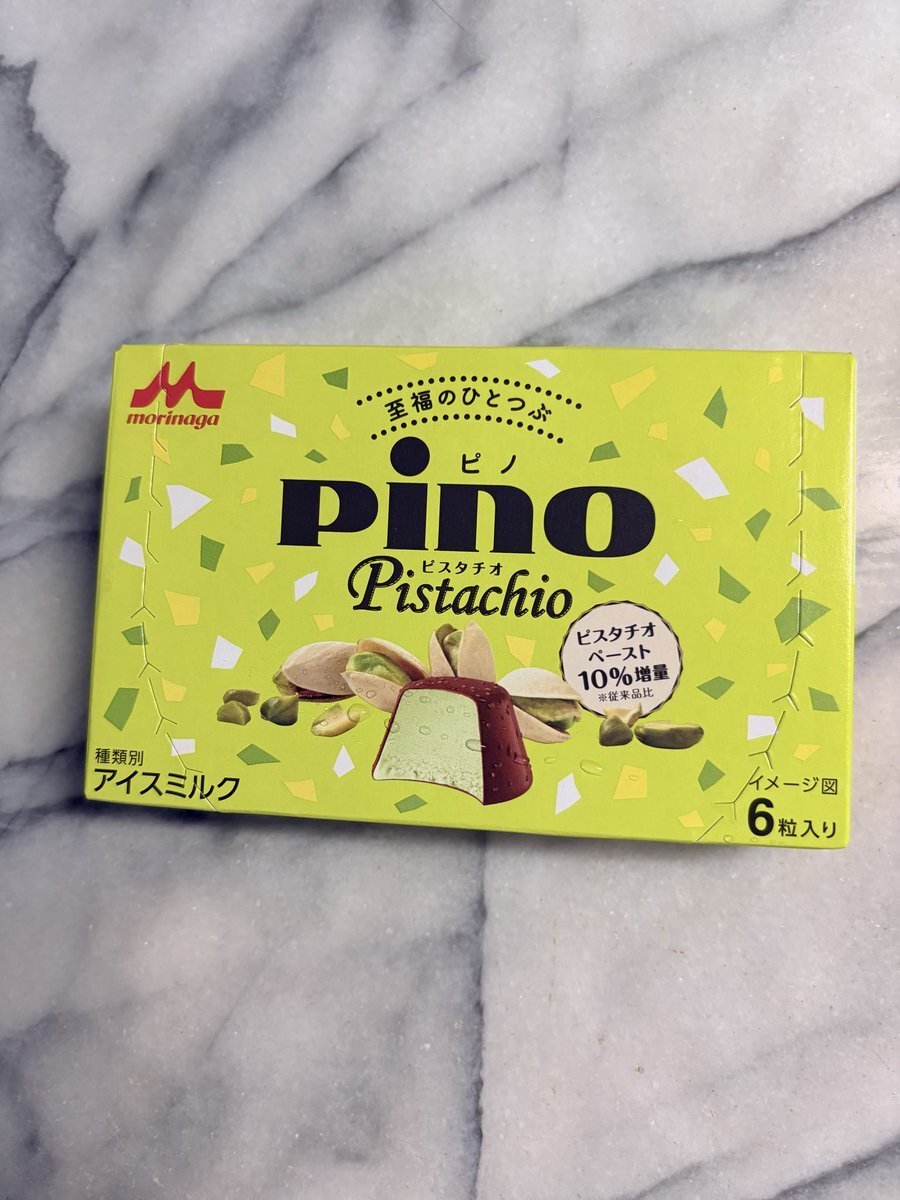 morinaga
至福のひとつぶ
ピノ
pino
ピスタチオ
Pistachio
ピスタチオ
ペースト
10%増量
※従来品比
種類別
アイスミルク
イメージ図
6粒入り